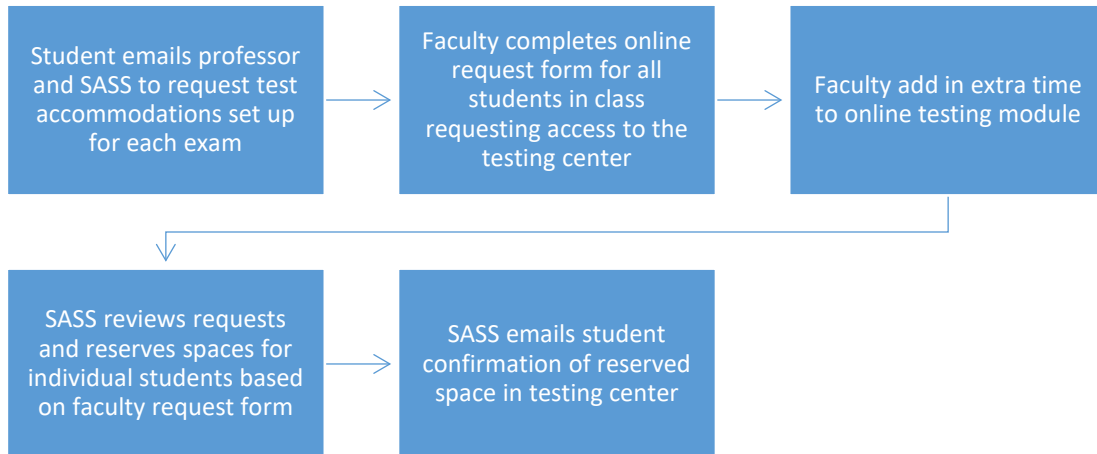 Student emails professor
and SASS to request test
accommodations set up
for each exam
Faculty completes online
request form for all
students in class
requesting access to the
testing center
Faculty add in extra time
to online testing module
SASS reviews requests
and reserves spaces for
individual students based
on faculty request form
SASS emails student
confirmation of reserved
space in testing center